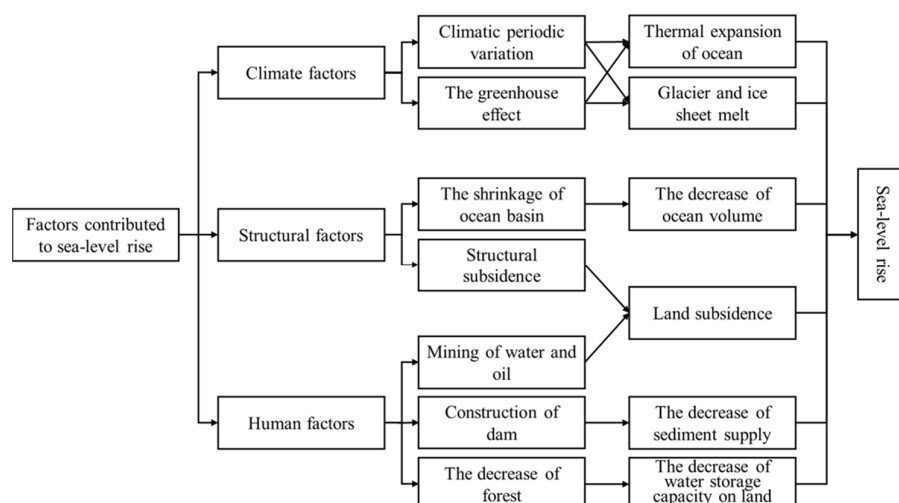 Factors contributed
to sea-level rise
Climate factors
Structural factors
Human factors
Climatic periodic
variation
The greenhouse
effect
The shrinkage of
ocean basin
Structural
subsidence
Mining of water and
oil
Construction of
dam
The decrease of
forest
Thermal expansion
of ocean
Glacier and ice
sheet melt
The decrease of
ocean volume
Land subsidence
The decrease of
sediment supply
The decrease of
water storage
capacity on land
Sea-level rise